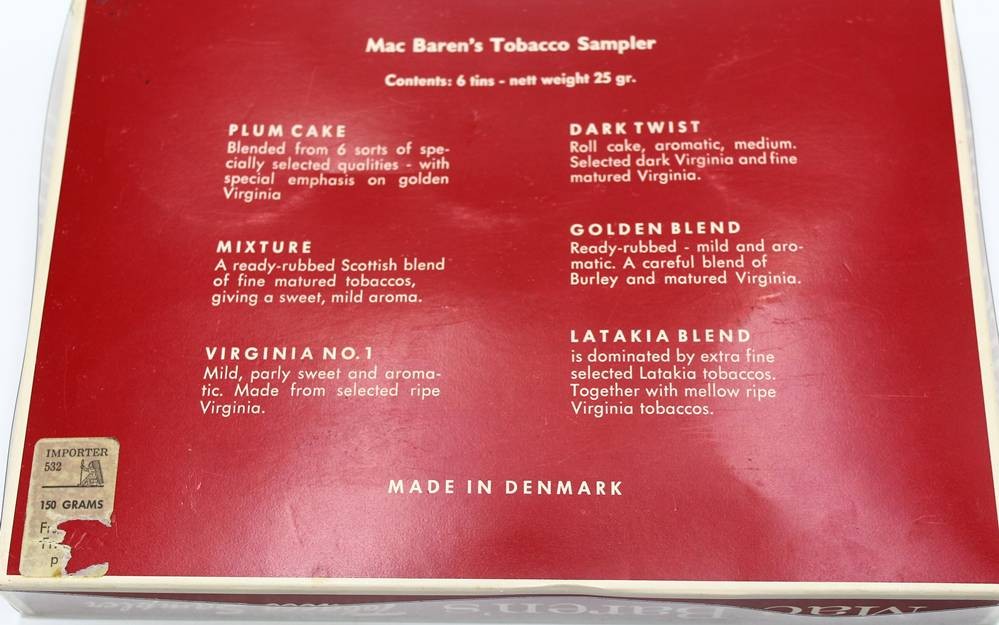 Mac Baren's Tobacco Sampler
Contents: 6 tins - nett weight 25 gr.
PLUM CAKE
Blended from 6 sorts of spe-
cially selected qualities - with
special emphasis on golden
Virginia
MIXTURE
A ready-rubbed Scottish blend
of fine matured tobaccos,
giving a sweet, mild aroma.
VIRGINIA NO. 1
Mild, parly sweet and aroma-
tic. Made from selected ripe
Virginia.
DARK TWIST
Roll cake, aromatic, medium.
Selected dark Virginia and fine
matured Virginia.
GOLDEN BLEND
Ready-rubbed - mild and aro-
matic. A careful blend of
Burley and matured Virginia.
LATAKIA BLEND
is dominated by extra fine
selected Latakia tobaccos.
Together with mellow ripe
Virginia tobaccos.
IMPORTER
532
150 GRAMS
MADE IN DENMARK
Mac Baren's Tobacco Sampler